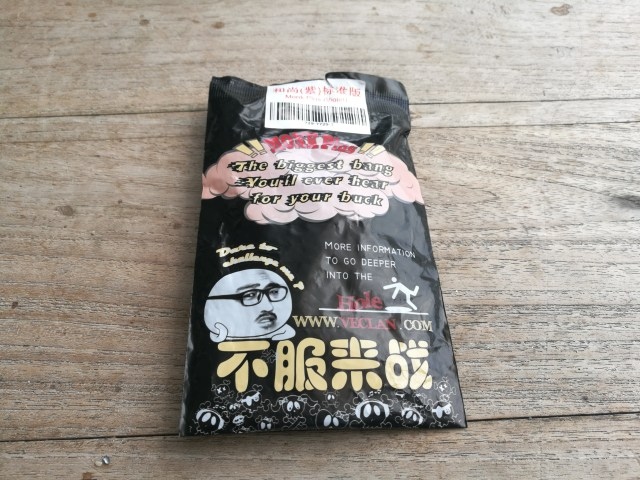 和尚(紫)标准版
The biggest bang
You'll ever hear
for your buck
Dare to
challenge me ?
MORE INFORMATION
TO GO DEEPER
INTO THE
Hole
WWW.VECLAN.COM
不服来战